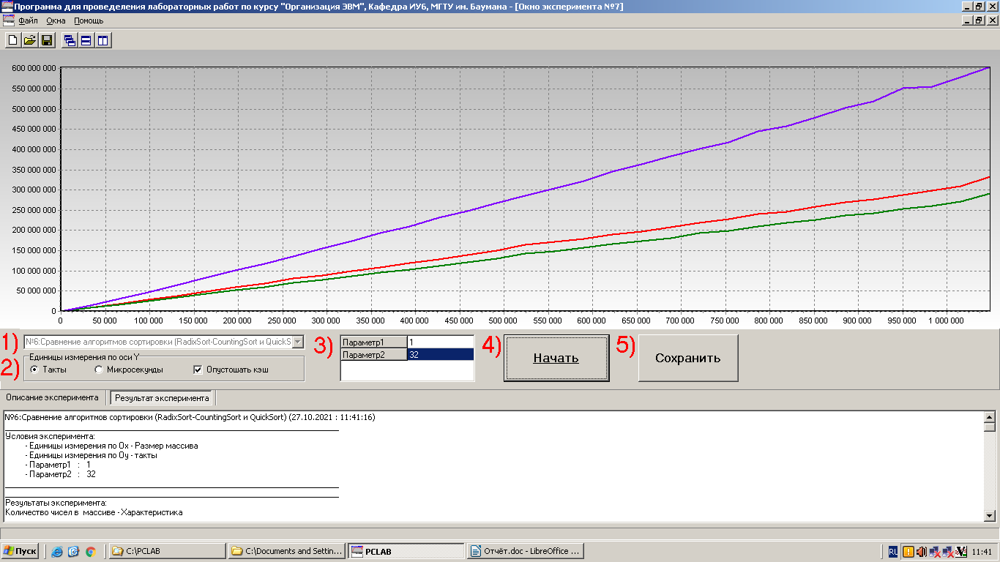 Программа для проведения лабораторных работ по курсу "Организация ЭВМ", Кафедра ИУ6, МГТУ им. Баумана - [Окно эксперимента №7]
Файл Окна Помощь
600 000 000
550 000 000
500 000 000
450 000 000
400 000 000
350 000 000
300 000 000
250 000 000
200 000 000
150 000 000
100 000 000
50 000 000
0
0 50 000 100 000 150 000 200 000 250 000 300 000 350 000 400 000 450 000 500 000 550 000 600 000 650 000 700 000 750 000 800 000 850 000 900 000 950 000 1 000 000
1) №6:Сравнение алгоритмов сортировки (RadixSort-CountingSort и QuickS
2) Единицы измерения по оси Y
Такты Микросекунды Опустошать кэш
3) Параметр1 1
Параметр2 32
4) Начать
5) Сохранить
Описание эксперимента Результат эксперимента
№6:Сравнение алгоритмов сортировки (RadixSort-CountingSort и QuickSort) (27.10.2021 : 11:41:16)
Условия эксперимента:
- Единицы измерения по Ox - Размер массива
- Единицы измерения по Oy - такты
- Параметр1 : 1
- Параметр2 : 32
Результаты эксперимента:
Количество чисел в массиве - Характеристика
Пуск C:\PCLAB C:\Documents and Settin... PCLAB Отчёт.doc - LibreOffice ... RU 11:41